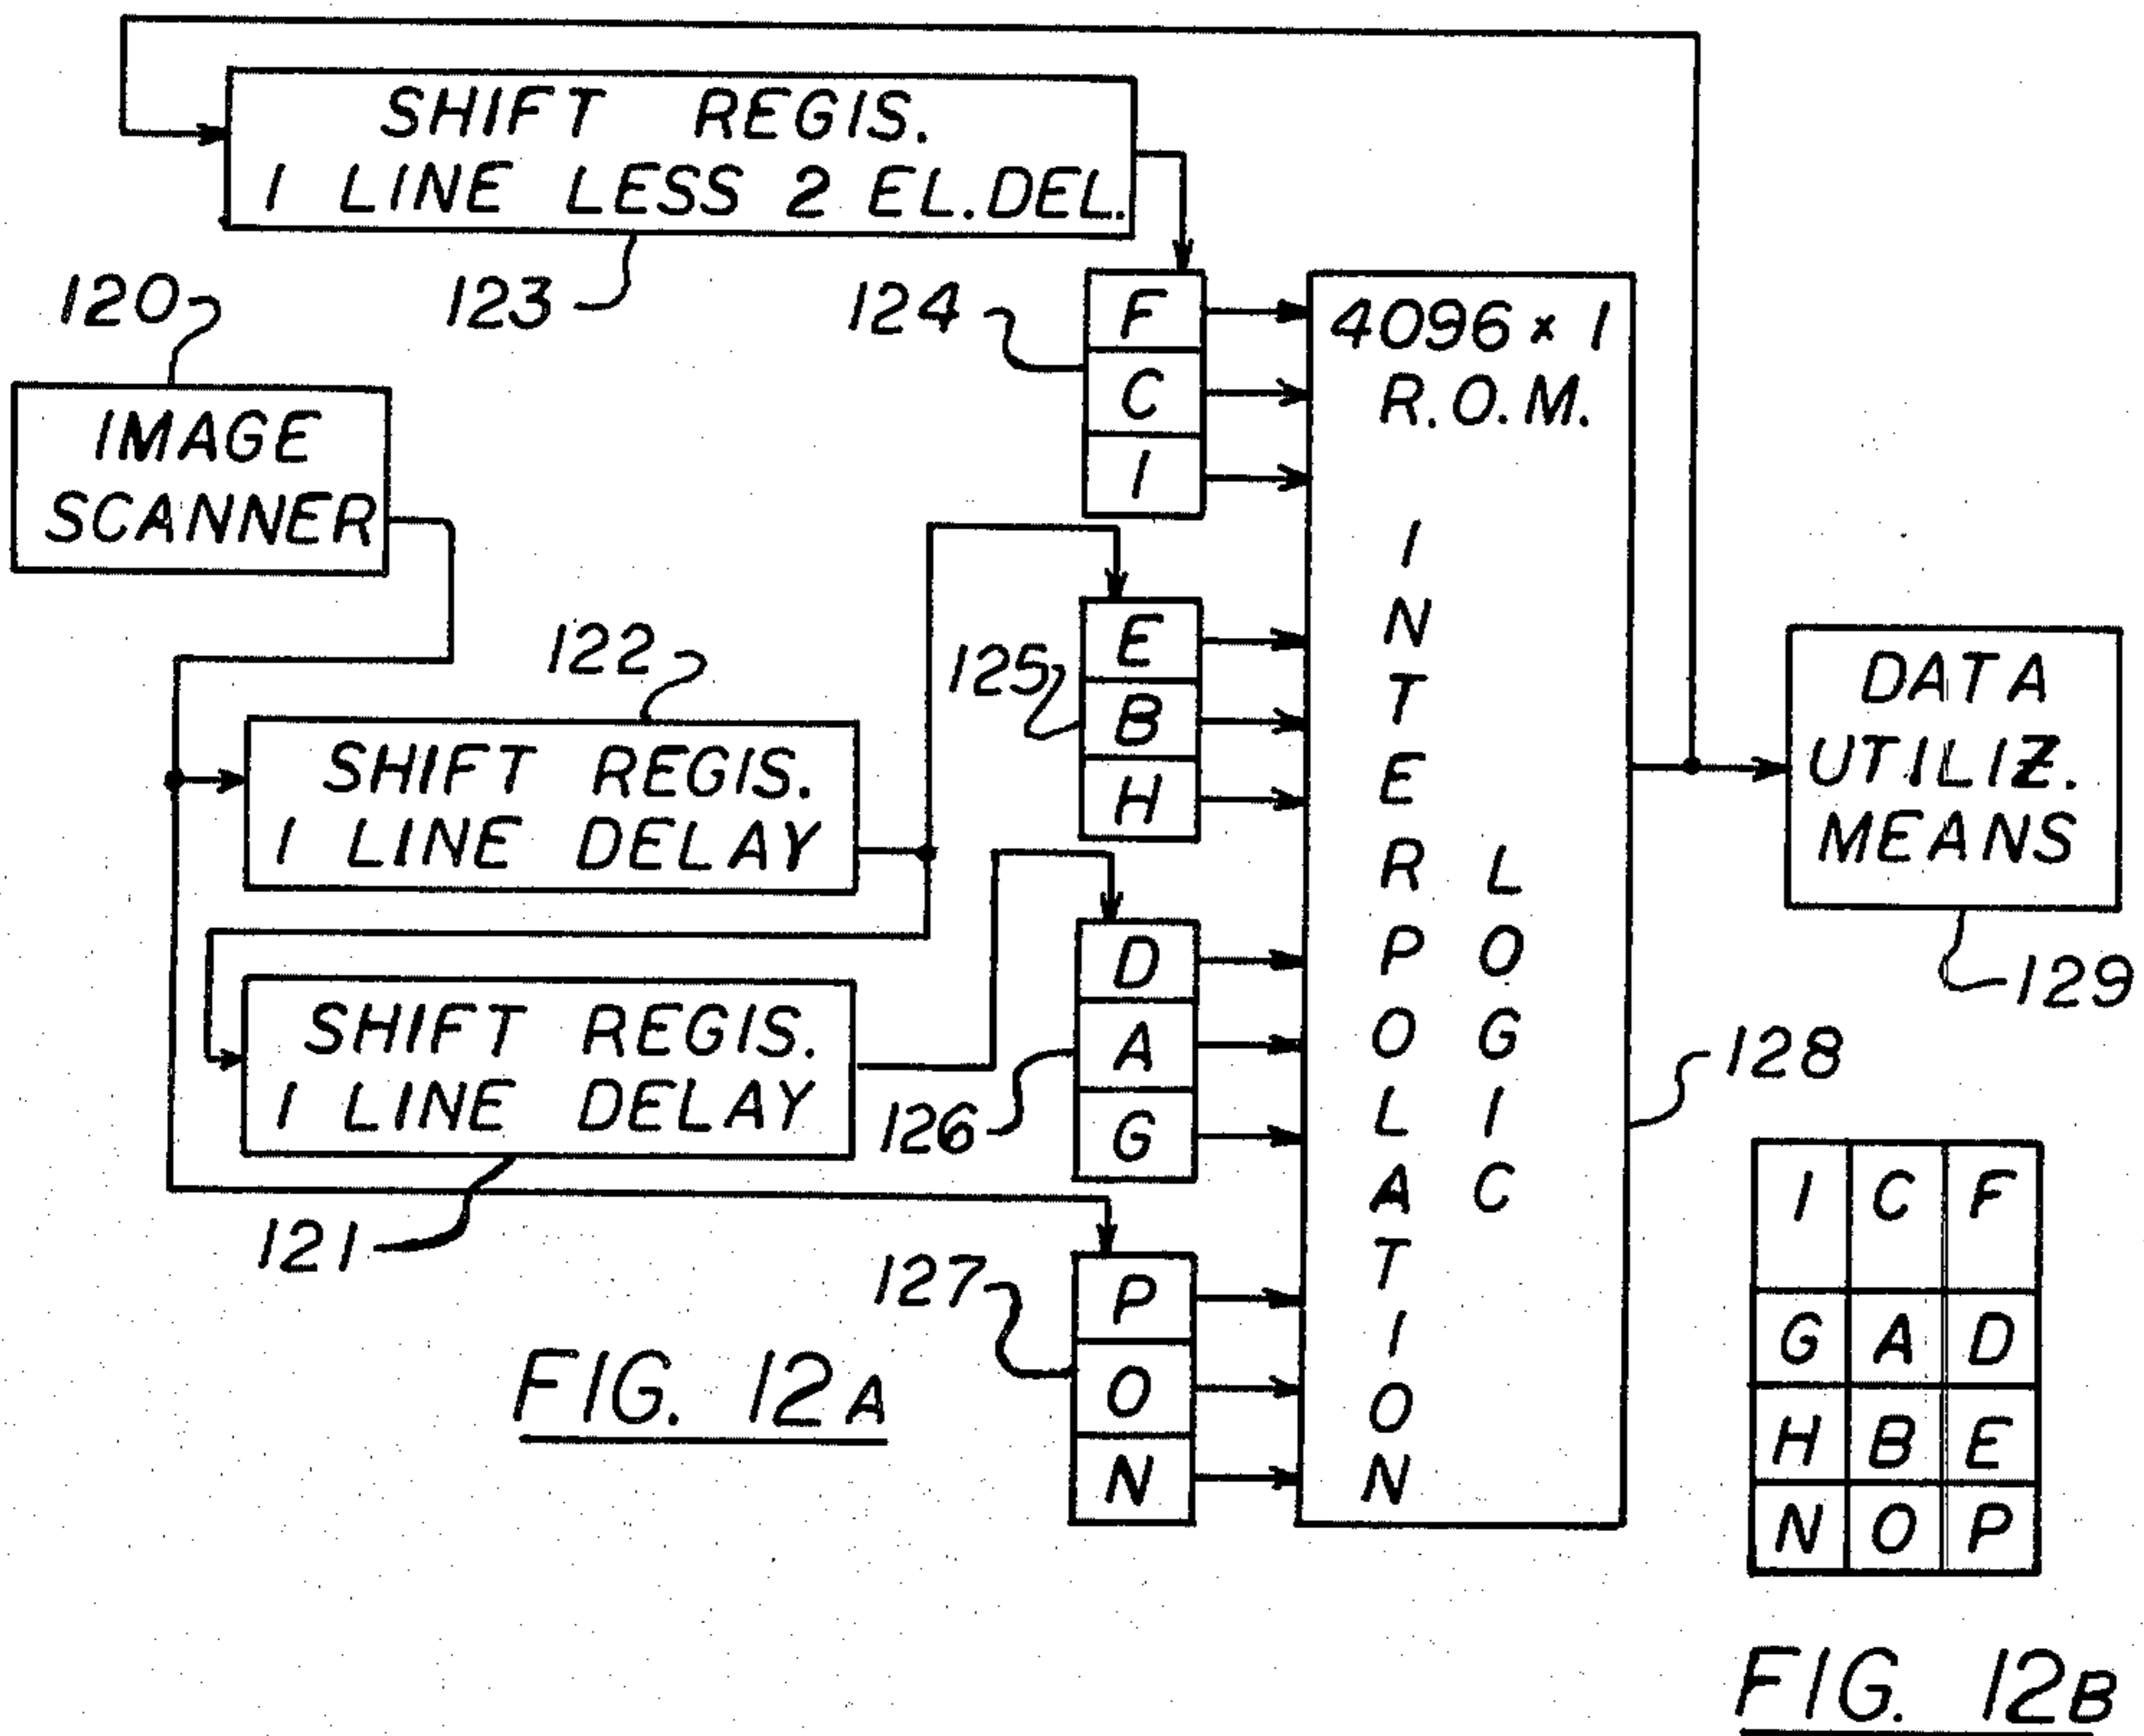 SHIFT REGIS.
1 LINE LESS 2 EL.DEL.
123
120
IMAGE
SCANNER
124
F
C
I
4096 x 1
R.O.M.
INTERPOLATION
LOGIC
122
SHIFT REGIS.
1 LINE DELAY
125
E
B
H
DATA
UTILIZ.
MEANS
129
SHIFT REGIS.
1 LINE DELAY
121
126
D
A
G
128
127
P
O
N
FIG. 12A
I C F
G A D
H B E
N O P
FIG. 12B